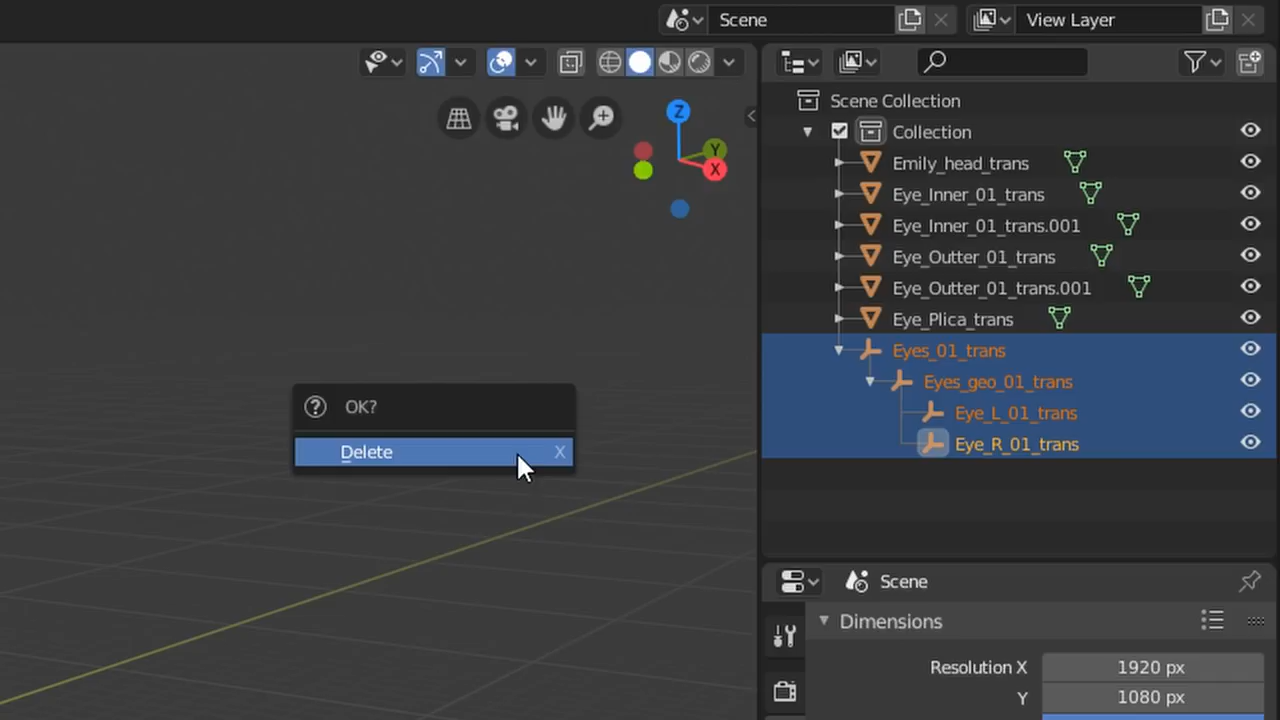 Scene
View Layer
Z
Y
X
Scene Collection
Collection
Emily_head_trans
Eye_Inner_01_trans
Eye_Inner_01_trans.001
Eye_Outter_01_trans
Eye_Outter_01_trans.001
Eye_Plica_trans
Eyes_01_trans
Eyes_geo_01_trans
Eye_L_01_trans
Eye_R_01_trans
OK?
Delete X
Scene
Dimensions
Resolution X 1920 px
Y 1080 px